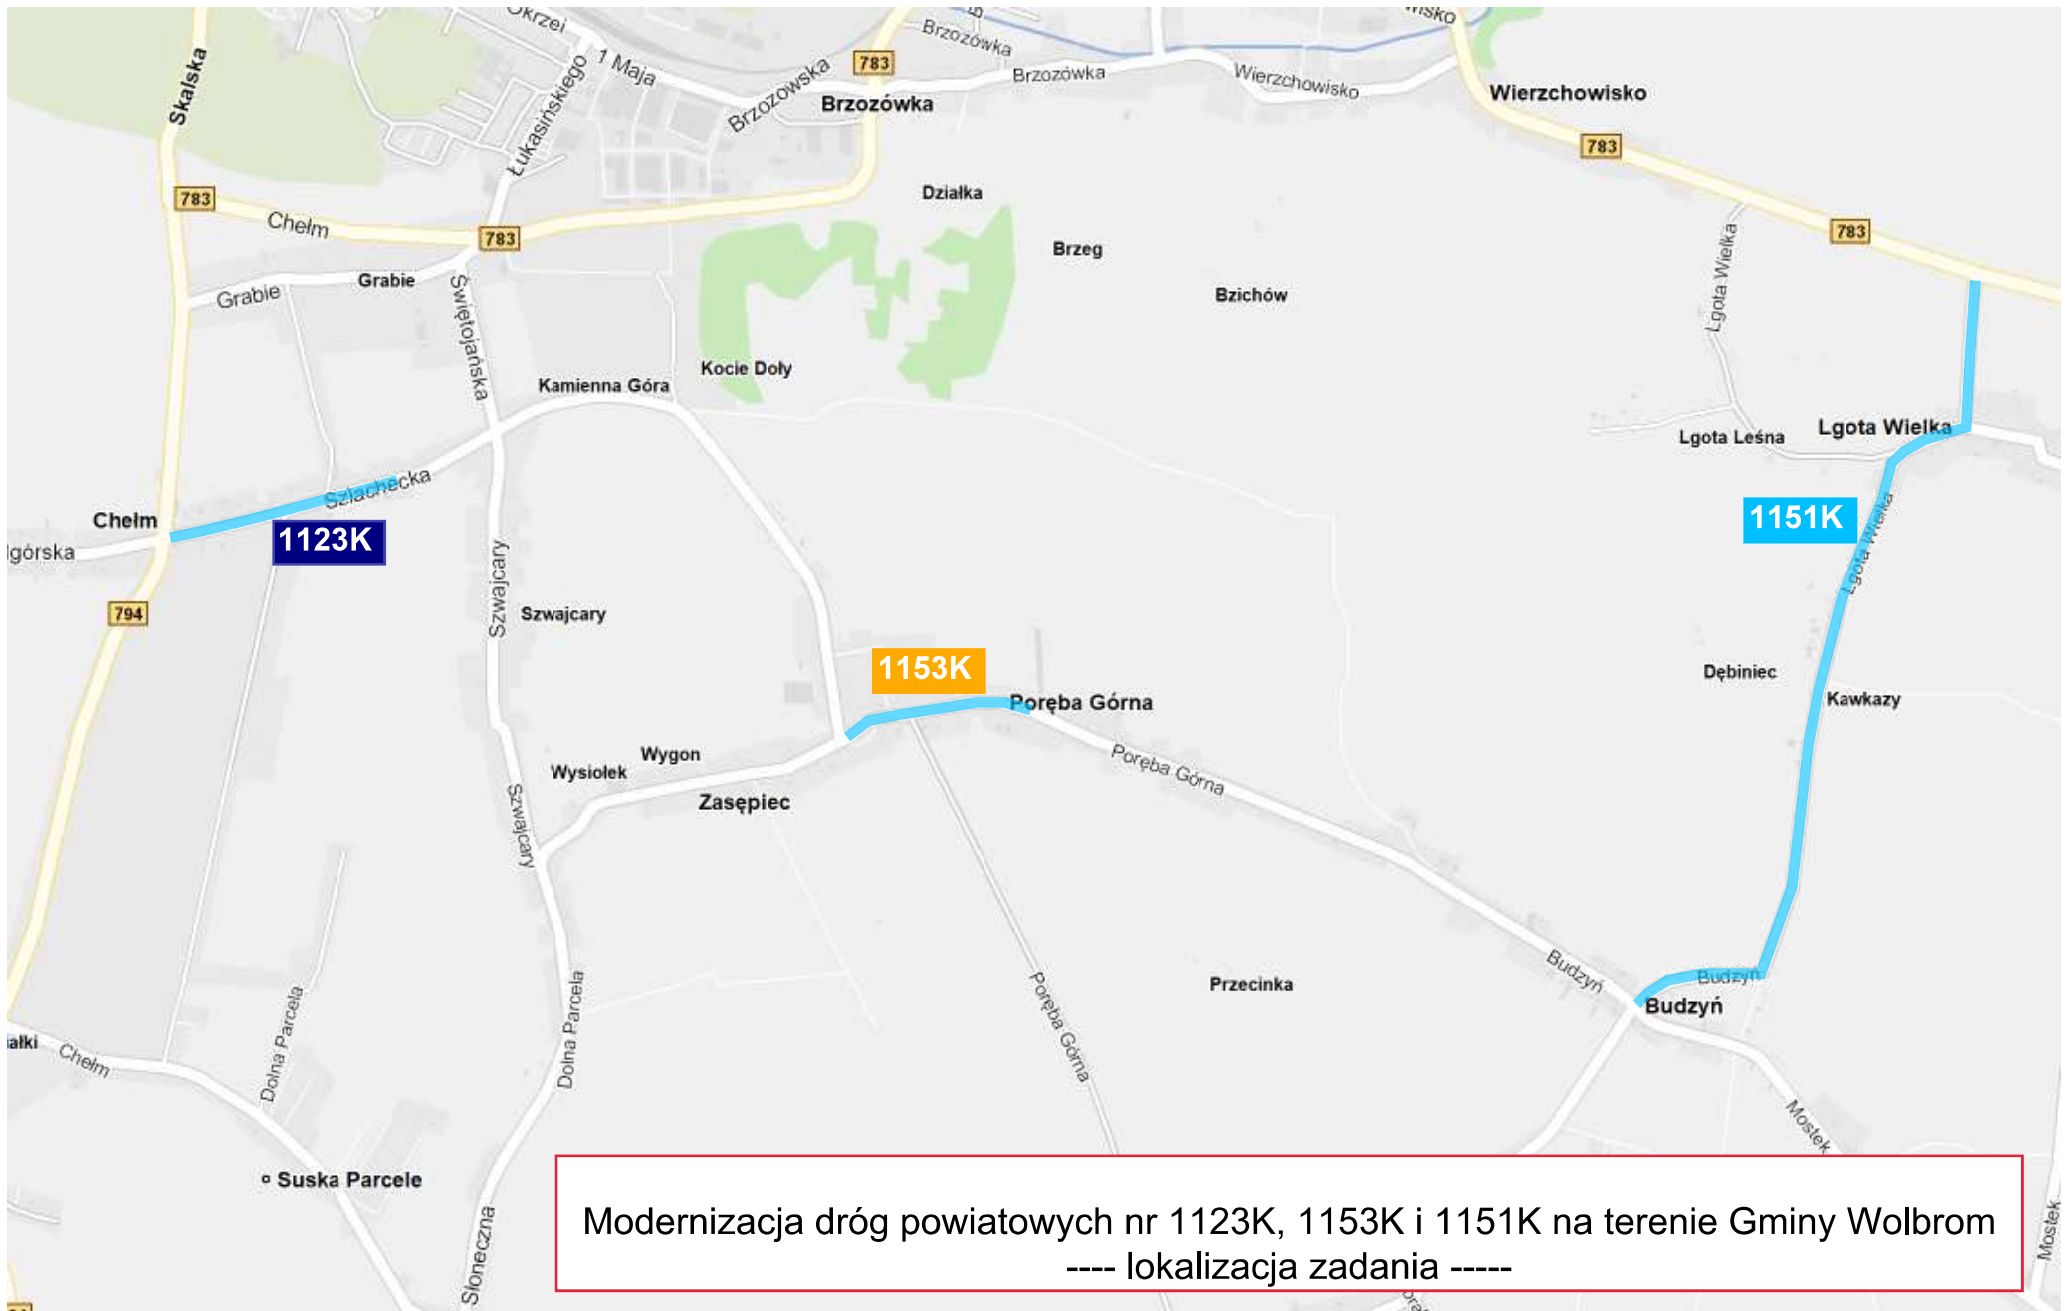 Okrzei
Brzozówka
Skalska
1 Maja
Łukasińskiego
Brzozowska
783
Brzozówka
Brzozówka
Wierzchowisko
Wierzchowisko
783
783
Chełm
783
Działka
Brzeg
Bzichów
Lgota Wielka
783
Grabie
Grabie
Świętojańska
Kocie Doły
Kamienna Góra
Lgota Leśna
Lgota Wielka
Szlachecka
Chełm
1123K
1151K
Lgota Wielka
794
Szwajcary
Szwajcary
1153K
Poręba Górna
Dębiniec
Kawkazy
Wygon
Wysiołek
Zasępiec
Poręba Górna
Szwajcary
Budzyń
Budzyń
Przecinka
Budzyń
Poręba Górna
Dolna Parcela
Dolna Parcela
Chełm
Mostek
Suska Parcele
Słoneczna
Mostek
Modernizacja dróg powiatowych nr 1123K, 1153K i 1151K na terenie Gminy Wolbrom
---- lokalizacja zadania -----